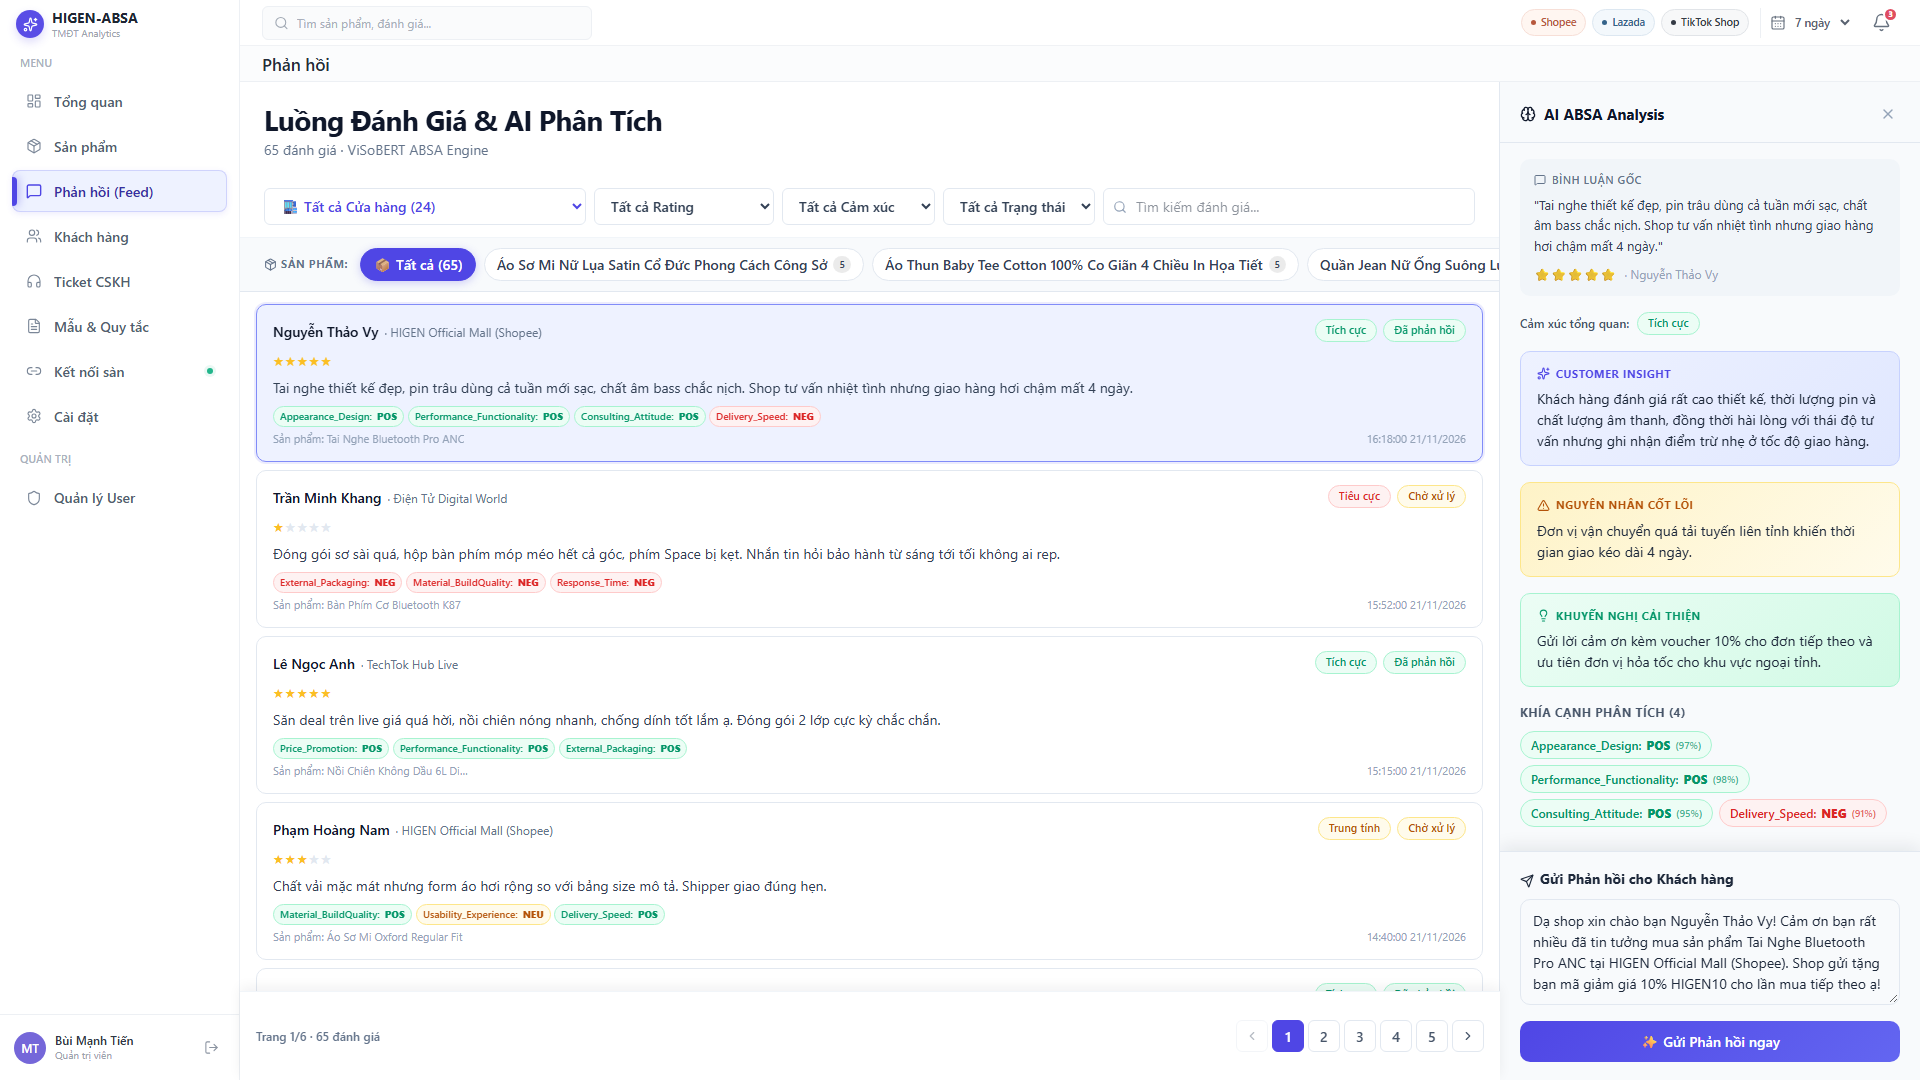 HIGEN-ABSA
TMĐT Analytics
MENU
Tổng quan
Sản phẩm
Phản hồi (Feed)
Khách hàng
Ticket CSKH
Mẫu & Quy tắc
Kết nối sàn
Cài đặt
QUẢN TRỊ
Quản lý User
MT
Bùi Mạnh Tiến
Quản trị viên
Tìm sản phẩm, đánh giá...
Shopee
Lazada
TikTok Shop
7 ngày
3
Phản hồi
Luồng Đánh Giá & AI Phân Tích
65 đánh giá · ViSoBERT ABSA Engine
Tất cả Cửa hàng (24)
Tất cả Rating
Tất cả Cảm xúc
Tất cả Trạng thái
Tìm kiếm đánh giá...
SẢN PHẨM:
Tất cả (65)
Áo Sơ Mi Nữ Lụa Satin Cổ Đức Phong Cách Công Sở 5
Áo Thun Baby Tee Cotton 100% Co Giãn 4 Chiều In Họa Tiết 5
Quần Jean Nữ Ống Suông
Nguyễn Thảo Vy · HIGEN Official Mall (Shopee)
Tích cực
Đã phản hồi
Tai nghe thiết kế đẹp, pin trâu dùng cả tuần mới sạc, chất âm bass chắc nịch. Shop tư vấn nhiệt tình nhưng giao hàng hơi chậm mất 4 ngày.
Appearance_Design: POS
Performance_Functionality: POS
Consulting_Attitude: POS
Delivery_Speed: NEG
Sản phẩm: Tai Nghe Bluetooth Pro ANC
16:18:00 21/11/2026
Trần Minh Khang · Điện Tử Digital World
Tiêu cực
Chờ xử lý
Đóng gói sơ sài quá, hộp bàn phím móp méo hết cả góc, phím Space bị kẹt. Nhắn tin hỏi bảo hành từ sáng tới tối không ai rep.
External_Packaging: NEG
Material_BuildQuality: NEG
Response_Time: NEG
Sản phẩm: Bàn Phím Cơ Bluetooth K87
15:52:00 21/11/2026
Lê Ngọc Anh · TechTok Hub Live
Tích cực
Đã phản hồi
Săn deal trên live giá quá hời, nồi chiên nóng nhanh, chống dính tốt lắm ạ. Đóng gói 2 lớp cực kỳ chắc chắn.
Price_Promotion: POS
Performance_Functionality: POS
External_Packaging: POS
Sản phẩm: Nồi Chiên Không Dầu 6L Di...
15:15:00 21/11/2026
Phạm Hoàng Nam · HIGEN Official Mall (Shopee)
Trung tính
Chờ xử lý
Chất vải mặc mát nhưng form áo hơi rộng so với bảng size mô tả. Shipper giao đúng hẹn.
Material_BuildQuality: POS
Usability_Experience: NEU
Delivery_Speed: POS
Sản phẩm: Áo Sơ Mi Oxford Regular Fit
14:40:00 21/11/2026
Trang 1/6 · 65 đánh giá
1
2
3
4
5
AI ABSA Analysis
BÌNH LUẬN GỐC
"Tai nghe thiết kế đẹp, pin trâu dùng cả tuần mới sạc, chất
âm bass chắc nịch. Shop tư vấn nhiệt tình nhưng giao hàng
hơi chậm mất 4 ngày."
· Nguyễn Thảo Vy
Cảm xúc tổng quan: Tích cực
CUSTOMER INSIGHT
Khách hàng đánh giá rất cao thiết kế, thời lượng pin và
chất lượng âm thanh, đồng thời hài lòng với thái độ tư
vấn nhưng ghi nhận điểm trừ nhẹ ở tốc độ giao hàng.
NGUYÊN NHÂN CỐT LÕI
Đơn vị vận chuyển quá tải tuyến liên tỉnh khiến thời
gian giao kéo dài 4 ngày.
KHUYẾN NGHỊ CẢI THIỆN
Gửi lời cảm ơn kèm voucher 10% cho đơn tiếp theo và
ưu tiên đơn vị hỏa tốc cho khu vực ngoại tỉnh.
KHÍA CẠNH PHÂN TÍCH (4)
Appearance_Design: POS (97%)
Performance_Functionality: POS (98%)
Consulting_Attitude: POS (95%)
Delivery_Speed: NEG (91%)
Gửi Phản hồi cho Khách hàng
Dạ shop xin chào bạn Nguyễn Thảo Vy! Cảm ơn bạn rất
nhiều đã tin tưởng mua sản phẩm Tai Nghe Bluetooth
Pro ANC tại HIGEN Official Mall (Shopee). Shop gửi tặng
bạn mã giảm giá 10% HIGEN10 cho lần mua tiếp theo ạ!
Gửi Phản hồi ngay